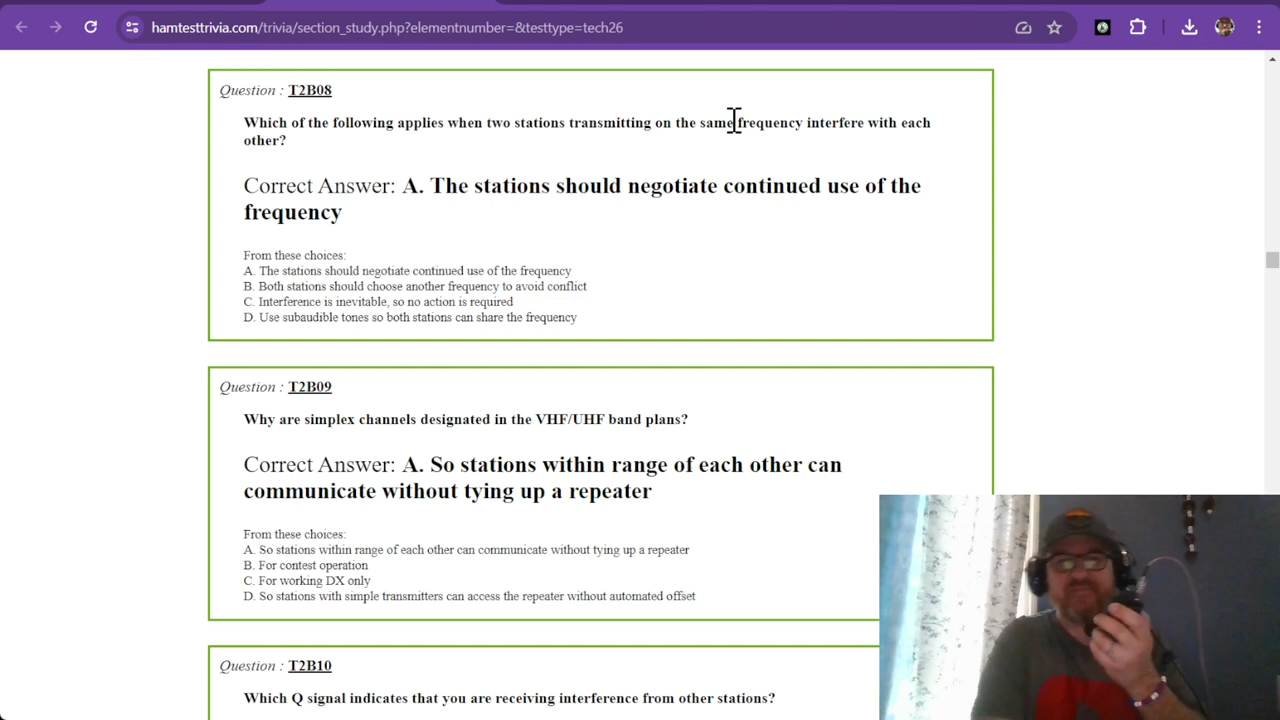 hamtesttrivia.com/trivia/section_study.php?elementnumber=&testtype=tech26
Question : T2B08
Which of the following applies when two stations transmitting on the same frequency interfere with each
other?
Correct Answer: A. The stations should negotiate continued use of the
frequency
From these choices:
A. The stations should negotiate continued use of the frequency
B. Both stations should choose another frequency to avoid conflict
C. Interference is inevitable, so no action is required
D. Use subaudible tones so both stations can share the frequency
Question : T2B09
Why are simplex channels designated in the VHF/UHF band plans?
Correct Answer: A. So stations within range of each other can
communicate without tying up a repeater
From these choices:
A. So stations within range of each other can communicate without tying up a repeater
B. For contest operation
C. For working DX only
D. So stations with simple transmitters can access the repeater without automated offset
Question : T2B10
Which Q signal indicates that you are receiving interference from other stations?